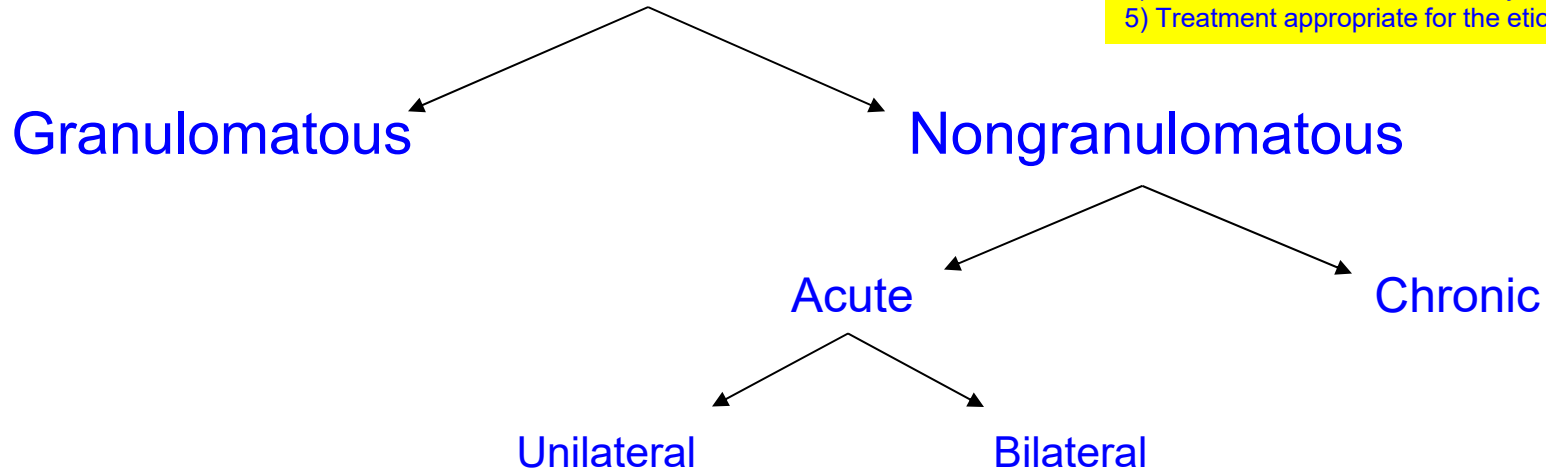 5) Treatment appropriate for the
Granulomatous
Nongranulomatous
Acute
Chronic
Unilateral
Bilateral